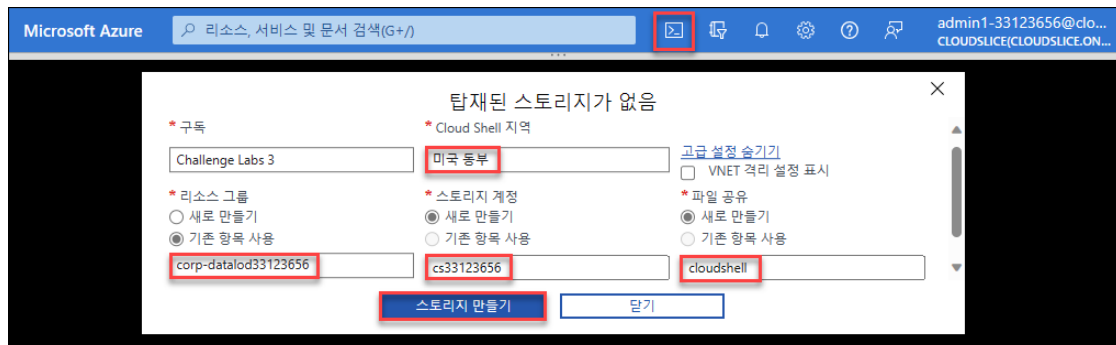 Microsoft Azure
리소스, 서비스 및 문서 검색(G+/)
admin1-33123656@clo...
CLOUDSLICE(CLOUDSLICE.ON...
탑재된 스토리지가 없음
* 구독
* Cloud Shell 지역
Challenge Labs 3
미국 동부
고급 설정 숨기기
VNET 격리 설정 표시
* 리소스 그룹
* 스토리지 계정
* 파일 공유
새로 만들기
새로 만들기
새로 만들기
기존 항목 사용
기존 항목 사용
기존 항목 사용
corp-datalod33123656
cs33123656
cloudshell
스토리지 만들기
닫기